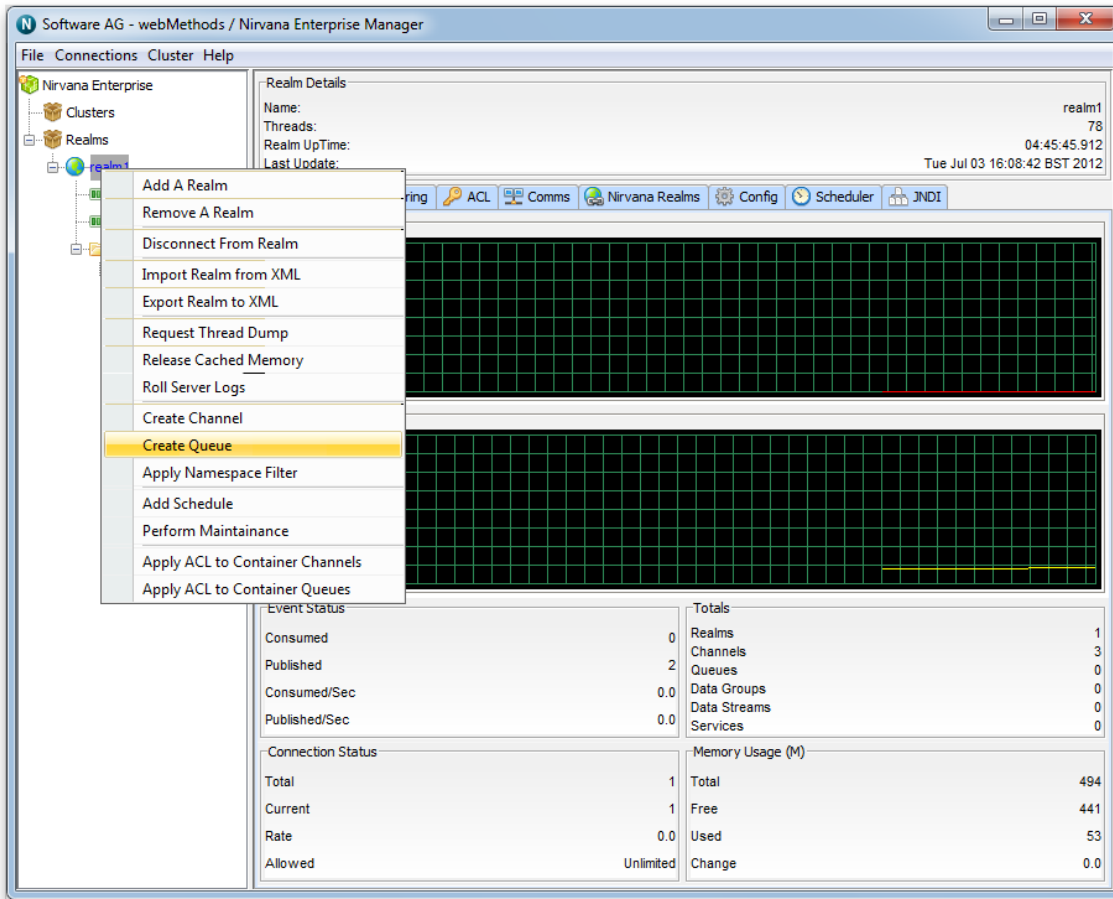 Software AG - webMethods / Nirvana Enterprise Manager
File Connections Cluster Help
Nirvana Enterprise
Clusters
Realms
realm1
Realm Details
Name: realm1
Threads: 78
Realm UpTime: 04:45:45.912
Last Update: Tue Jul 03 16:08:42 BST 2012
ring ACL Comms Nirvana Realms Config Scheduler JNDI
Add A Realm
Remove A Realm
Disconnect From Realm
Import Realm from XML
Export Realm to XML
Request Thread Dump
Release Cached Memory
Roll Server Logs
Create Channel
Create Queue
Apply Namespace Filter
Add Schedule
Perform Maintainance
Apply ACL to Container Channels
Apply ACL to Container Queues
Event Status
Consumed 0
Published 2
Consumed/Sec 0.0
Published/Sec 0.0
Totals
Realms 1
Channels 3
Queues 0
Data Groups 0
Data Streams 0
Services 0
Connection Status
Total 1
Current 1
Rate 0.0
Allowed Unlimited
Memory Usage (M)
Total 494
Free 441
Used 53
Change 0.0